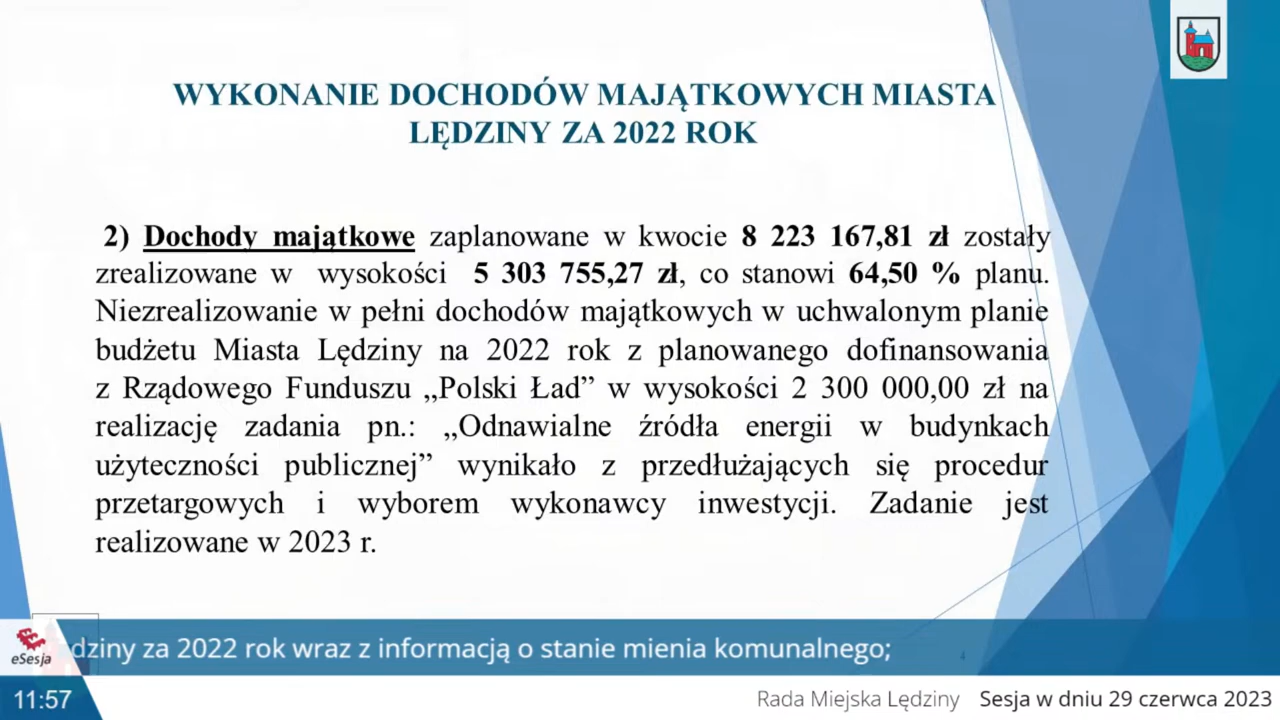 WYKONANIE DOCHODÓW MAJĄTKOWYCH MIASTA
LĘDZINY ZA 2022 ROK
2) Dochody majątkowe zaplanowane w kwocie 8 223 167,81 zł zostały
zrealizowane w wysokości 5 303 755,27 zł, co stanowi 64,50 % planu.
Niezrealizowanie w pełni dochodów majątkowych w uchwalonym planie
budżetu Miasta Lędziny na 2022 rok z planowanego dofinansowania
z Rządowego Funduszu „Polski Ład” w wysokości 2 300 000,00 zł na
realizację zadania pn.: „Odnawialne źródła energii w budynkach
użyteczności publicznej” wynikało z przedłużających się procedur
przetargowych i wyborem wykonawcy inwestycji. Zadanie jest
realizowane w 2023 r.
dziny za 2022 rok wraz z informacją o stanie mienia komunalnego;
eSesja
11:57
Rada Miejska Lędziny Sesja w dniu 29 czerwca 2023